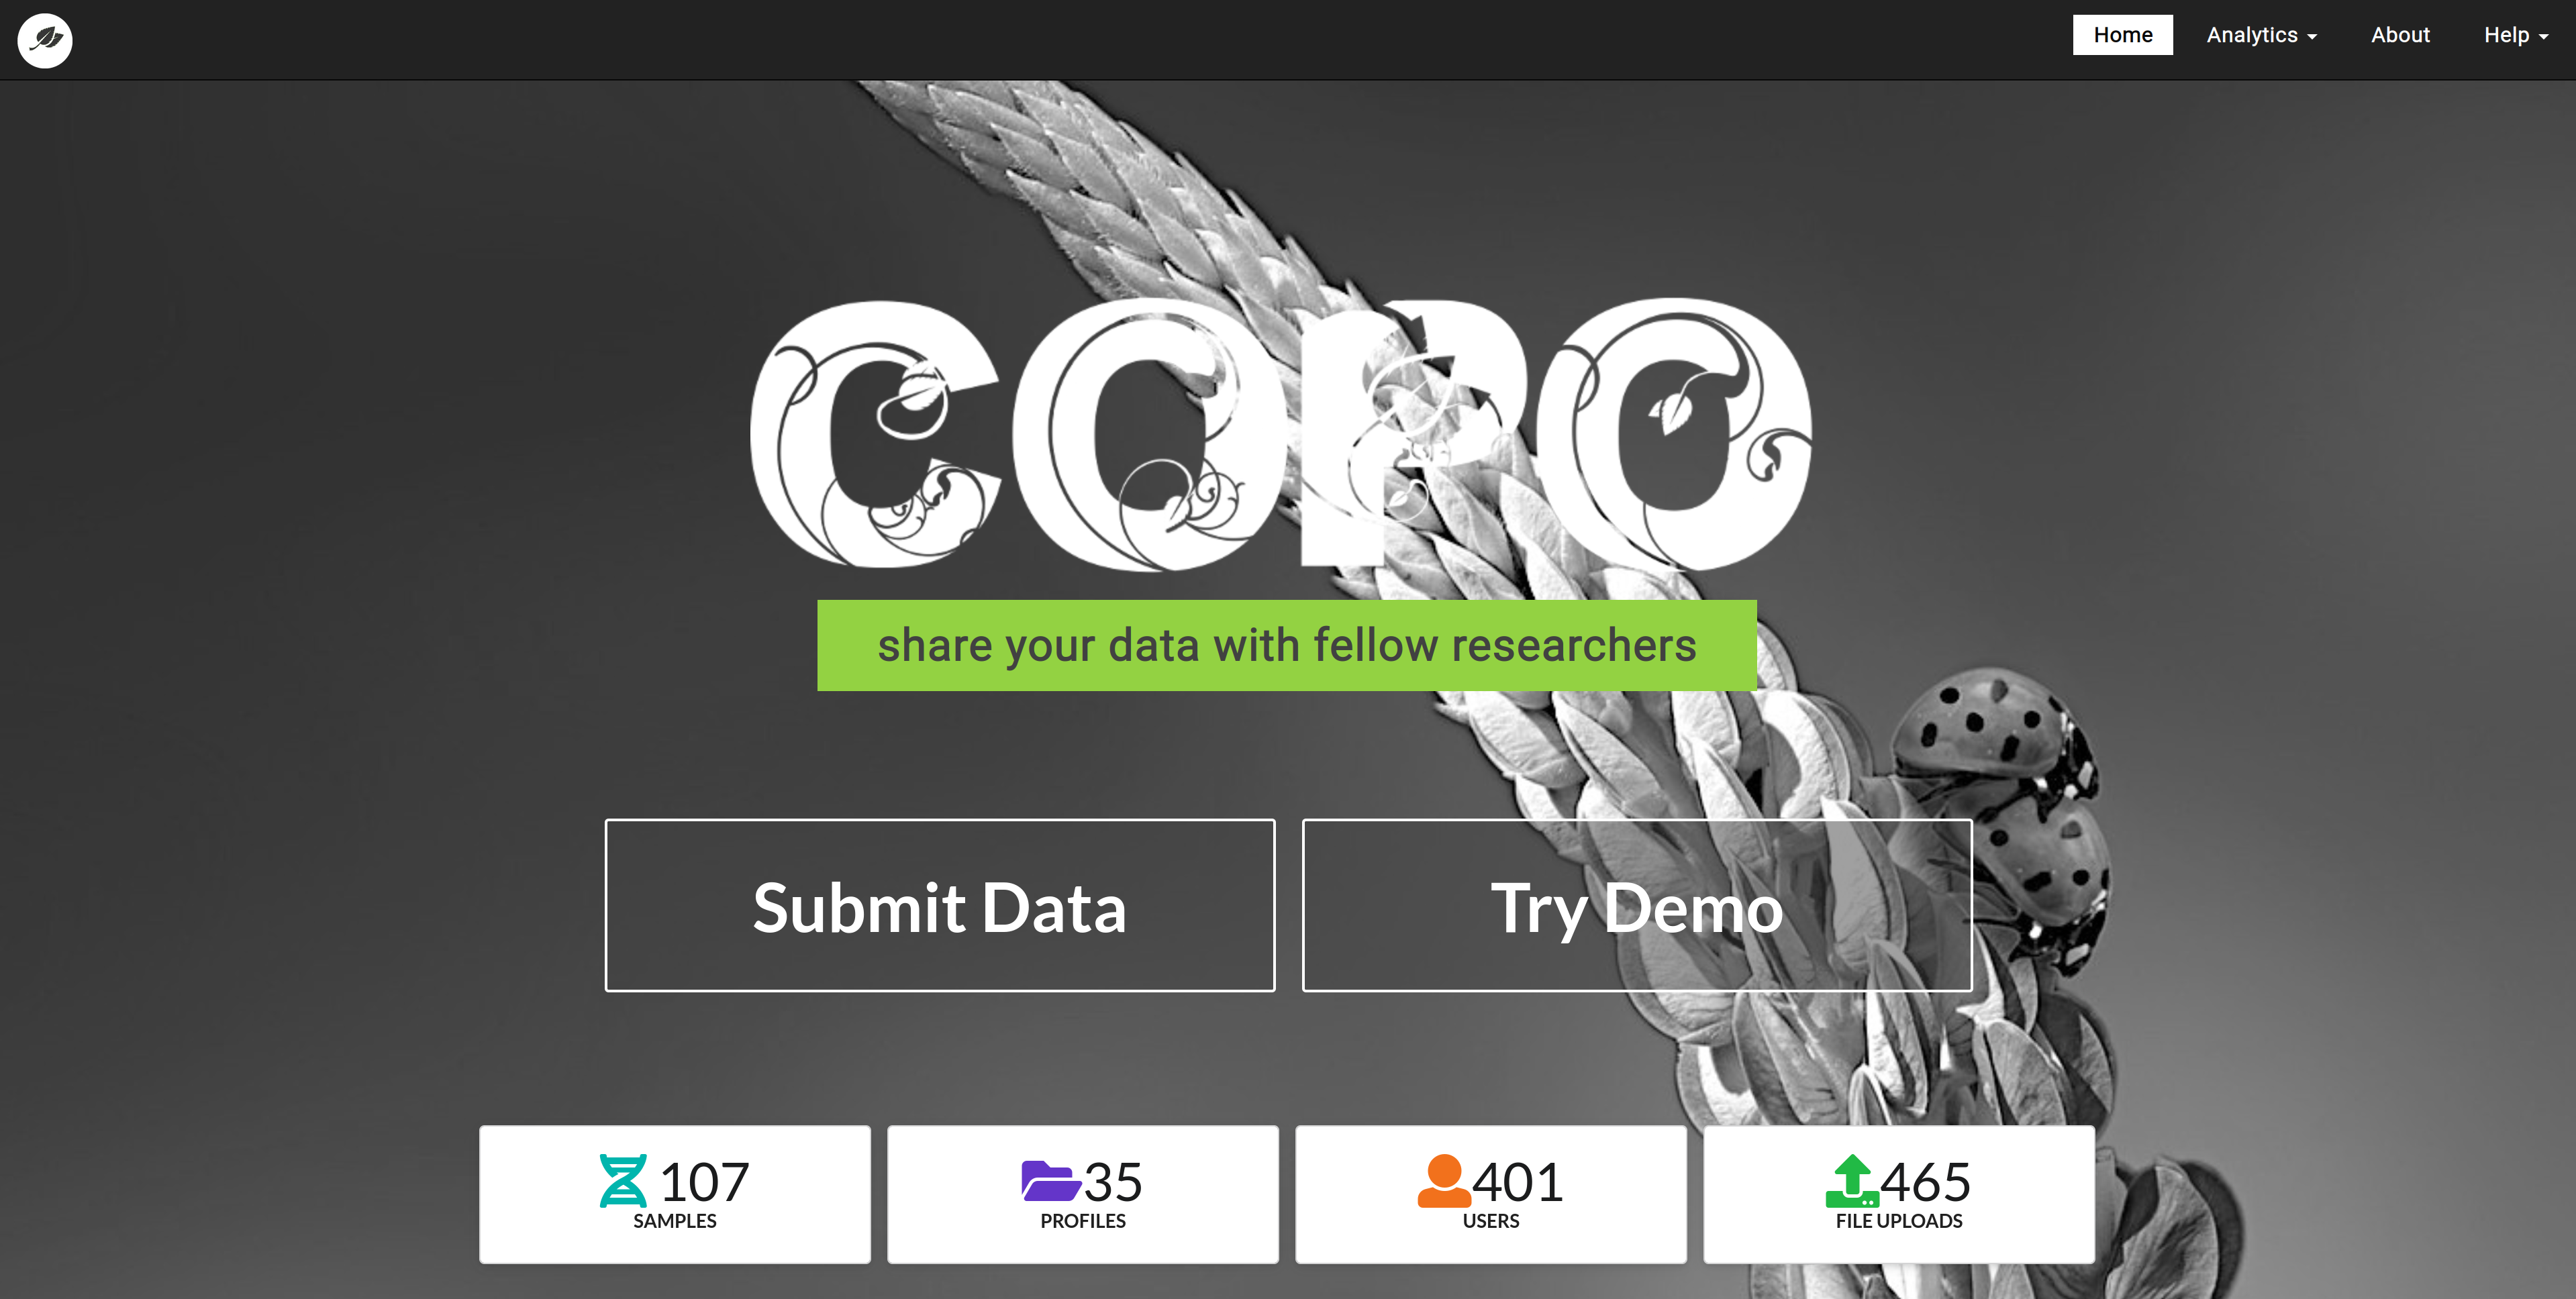 Home
Analytics
About
Help
COPO
share your data with fellow researchers
Submit Data
Try Demo
107
SAMPLES
35
PROFILES
401
USERS
465
FILE UPLOADS